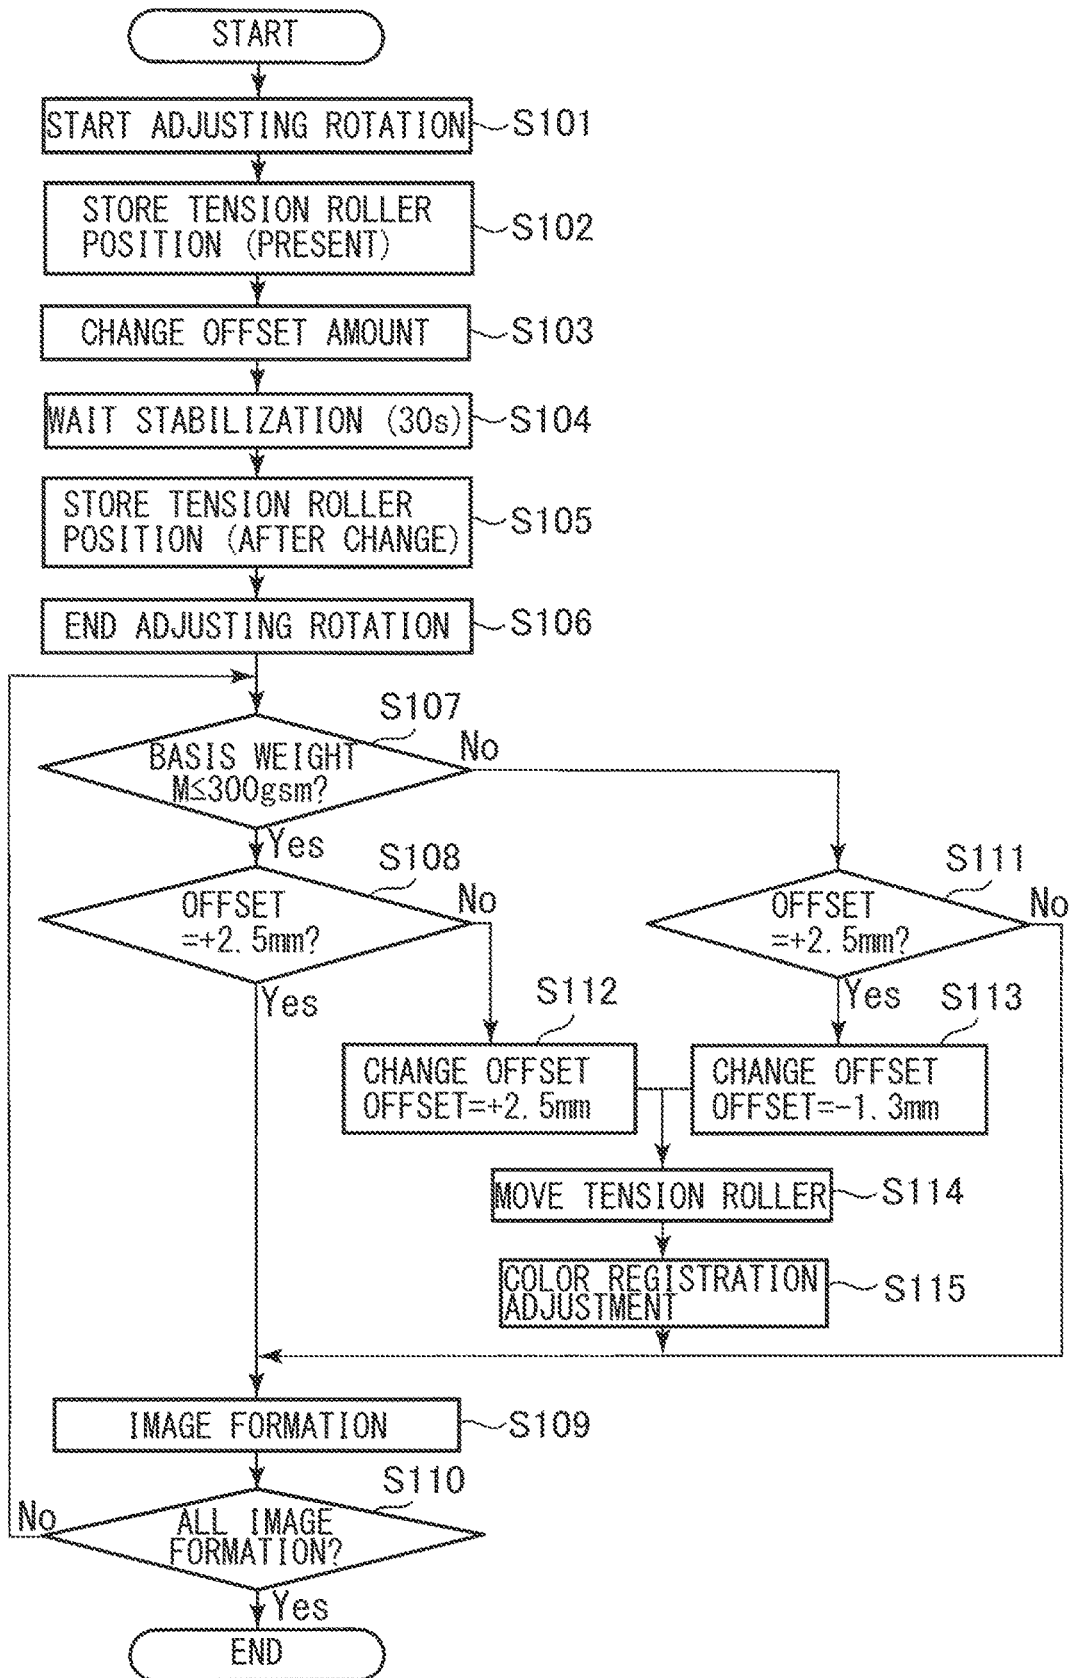 START
START ADJUSTING ROTATION
S101
STORE TENSION ROLLER
POSITION (PRESENT)
S102
CHANGE OFFSET AMOUNT
S103
WAIT STABILIZATION (30s)
S104
STORE TENSION ROLLER
POSITION (AFTER CHANGE)
S105
END ADJUSTING ROTATION
S106
S107
BASIS WEIGHT
M≤300gsm?
No
Yes
S108
OFFSET
=+2.5mm?
No
Yes
S111
OFFSET
=+2.5mm?
No
Yes
S112
CHANGE OFFSET
OFFSET=+2.5mm
S113
CHANGE OFFSET
OFFSET=-1.3mm
MOVE TENSION ROLLER
S114
COLOR REGISTRATION
ADJUSTMENT
S115
IMAGE FORMATION
S109
S110
ALL IMAGE
FORMATION?
No
Yes
END